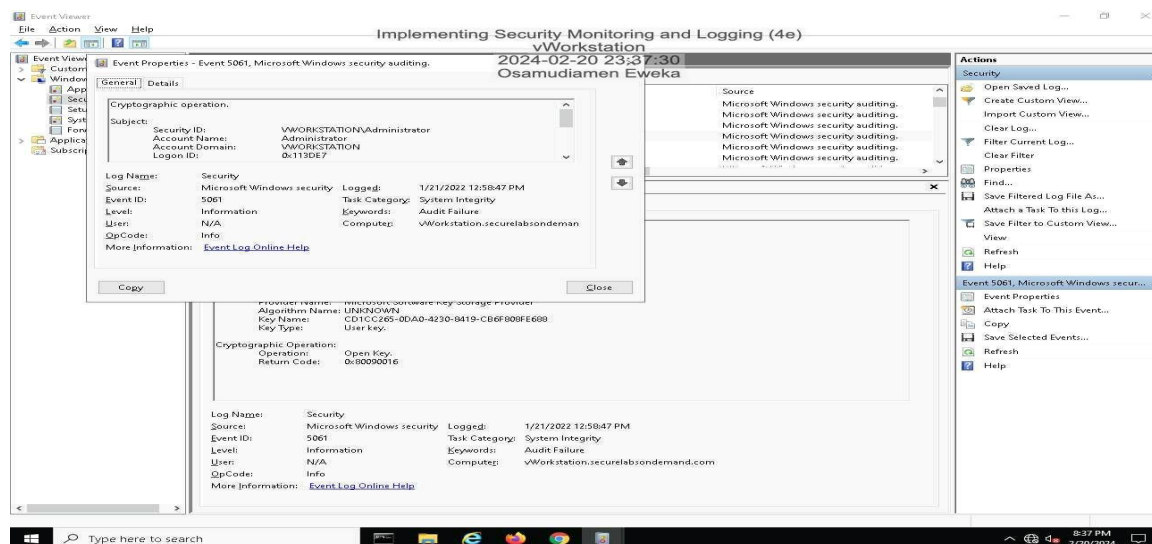 Event Viewer
File Action View Help
Implementing Security Monitoring and Logging (4e)
vWorkstation
2024-02-20 23:37:30
Osamudiamen Eweka
Event View
Custom
Window
App
Secu
Setu
Syst
Forv
Applica
Subscri
Event Properties - Event 5061, Microsoft Windows security auditing.
General Details
Cryptographic operation.
Subject:
Security ID: VWORKSTATION\Administrator
Account Name: Administrator
Account Domain: VWORKSTATION
Logon ID: 0x113DE7
Log Name: Security
Source: Microsoft Windows security Logged: 1/21/2022 12:58:47 PM
Event ID: 5061 Task Category: System Integrity
Level: Information Keywords: Audit Failure
User: N/A Computer: vWorkstation.securelabsondeman
OpCode: Info
More Information: Event Log Online Help
Copy Close
Source
Microsoft Windows security auditing.
Microsoft Windows security auditing.
Microsoft Windows security auditing.
Microsoft Windows security auditing.
Microsoft Windows security auditing.
Microsoft Windows security auditing.
Provider Name: Microsoft Software Key Storage Provider
Algorithm Name: UNKNOWN
Key Name: CD1CC265-0DA0-4230-8419-CB6F808FE688
Key Type: User key.
Cryptographic Operation:
Operation: Open Key.
Return Code: 0x80090016
Log Name: Security
Source: Microsoft Windows security Logged: 1/21/2022 12:58:47 PM
Event ID: 5061 Task Category: System Integrity
Level: Information Keywords: Audit Failure
User: N/A Computer: vWorkstation.securelabsondemand.com
OpCode: Info
More Information: Event Log Online Help
Actions
Security
Open Saved Log...
Create Custom View...
Import Custom View...
Clear Log...
Filter Current Log...
Clear Filter
Properties
Find...
Save Filtered Log File As...
Attach a Task To this Log...
Save Filter to Custom View...
View
Refresh
Help
Event 5061, Microsoft Windows secur...
Event Properties
Attach Task To This Event...
Copy
Save Selected Events...
Refresh
Help
Type here to search
8:37 PM